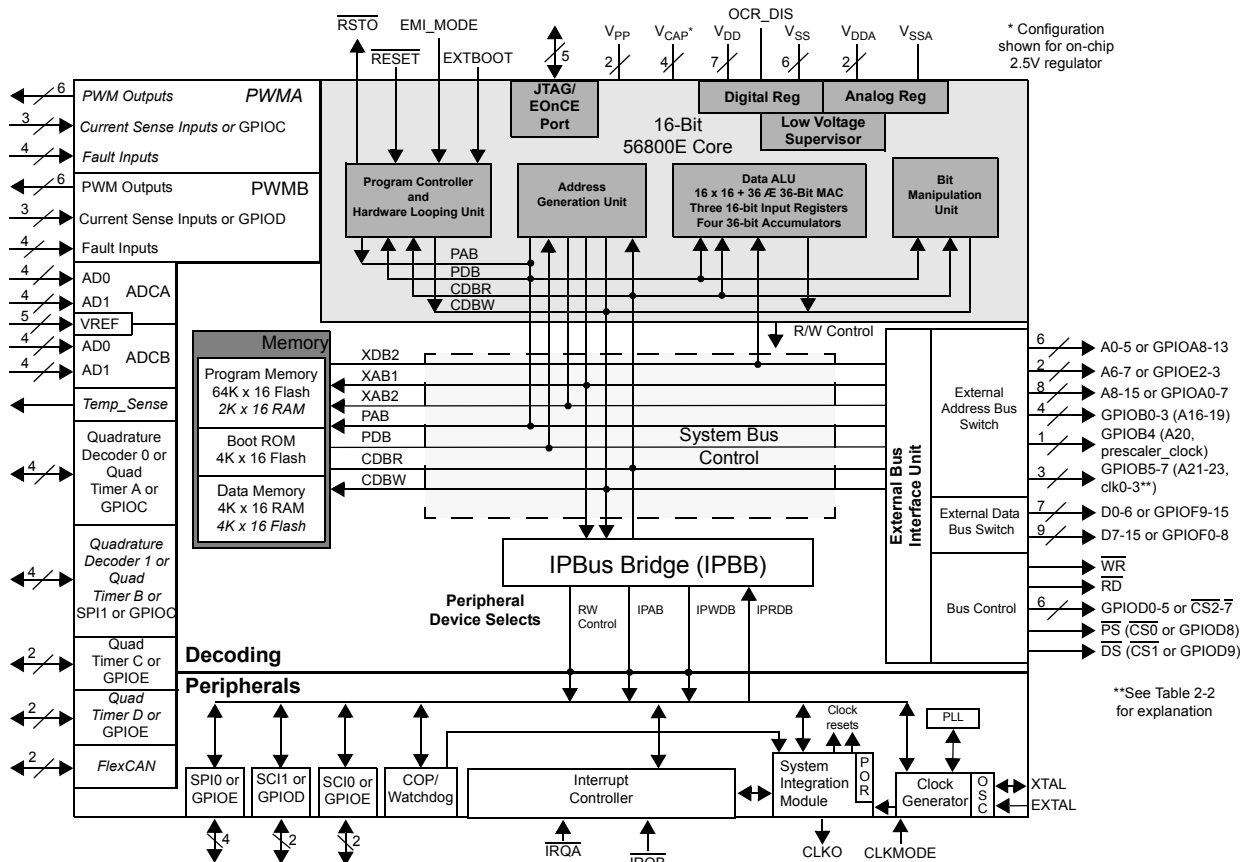 RSTO
EMI_MODE
RESET
EXTBOOT
5
VPP
2
VCAP*
4
VDD
7
OCR_DIS
VSS
6
VDDA
2
VSSA
* Configuration
shown for on-chip
2.5V regulator
6
PWM Outputs
PWMA
3
Current Sense Inputs or GPIOC
4
Fault Inputs
6
PWM Outputs
PWMB
3
Current Sense Inputs or GPIOD
4
Fault Inputs
4
AD0
4
AD1
ADCA
5
VREF
4
AD0
4
AD1
ADCB
Temp_Sense
4
Quadrature
Decoder 0 or
Quad
Timer A or
GPIOC
4
Quadrature
Decoder 1 or
Quad
Timer B or
SPI1 or GPIOC
2
Quad
Timer C or
GPIOE
2
Quad
Timer D or
GPIOE
2
FlexCAN
JTAG/
EOnCE
Port
16-Bit
56800E Core
Digital Reg
Analog Reg
Low Voltage
Supervisor
Program Controller
and
Hardware Looping Unit
Address
Generation Unit
Data ALU
16 x 16 + 36 Æ 36-Bit MAC
Three 16-bit Input Registers
Four 36-bit Accumulators
Bit
Manipulation
Unit
PAB
PDB
CDBR
CDBW
R/W Control
Memory
Program Memory
64K x 16 Flash
2K x 16 RAM
Boot ROM
4K x 16 Flash
Data Memory
4K x 16 RAM
4K x 16 Flash
XDB2
XAB1
XAB2
PAB
PDB
CDBR
CDBW
System Bus
Control
External Bus
Interface Unit
External
Address Bus
Switch
External Data
Bus Switch
Bus Control
6
A0-5 or GPIOA8-13
2
A6-7 or GPIOE2-3
8
A8-15 or GPIOA0-7
4
GPIOB0-3 (A16-19)
1
GPIOB4 (A20,
prescaler_clock)
3
GPIOB5-7 (A21-23,
clk0-3**)
7
D0-6 or GPIOF9-15
9
D7-15 or GPIOF0-8
WR
RD
6
GPIOD0-5 or CS2-7
PS (CS0 or GPIOD8)
DS (CS1 or GPIOD9)
**See Table 2-2
for explanation
IPBus Bridge (IPBB)
Peripheral
Device Selects
RW
Control
IPAB
IPWDB
IPRDB
Decoding
Peripherals
Clock
resets
PLL
SPI0 or
GPIOE
SCI1 or
GPIOD
SCI0 or
GPIOE
COP/
Watchdog
Interrupt
Controller
System
Integration
Module
POR
Clock
Generator
OSC
XTAL
EXTAL
4
2
2
IRQA
IRQB
CLKO
CLKMODE